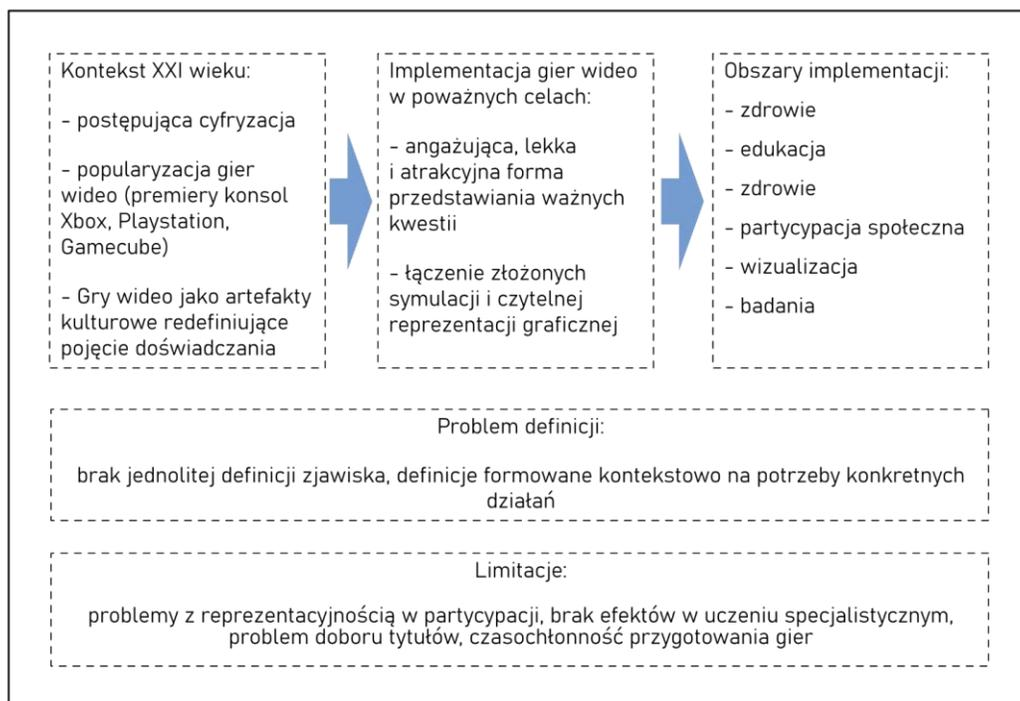 Kontekst XXI wieku:
- postępująca cyfryzacja
- popularyzacja gier
wideo (premiery konsol
Xbox, Playstation,
Gamecube)
- Gry wideo jako artefakty
kulturowe redefiniujące
pojęcie doświadczania
Implementacja gier wideo
w poważnych celach:
- angażująca, lekka
i atrakcyjna forma
przedstawiania ważnych
kwestii
- łączenie złożonych
symulacji i czytelnej
reprezentacji graficznej
Obszary implementacji:
- zdrowie
- edukacja
- zdrowie
- partycypacja społeczna
- wizualizacja
- badania
Problem definicji:
brak jednolitej definicji zjawiska, definicje formowane kontekstowo na potrzeby konkretnych
działań
Limitacje:
problemy z reprezentacyjnością w partycypacji, brak efektów w uczeniu specjalistycznym,
problem doboru tytułów, czasochłonność przygotowania gier